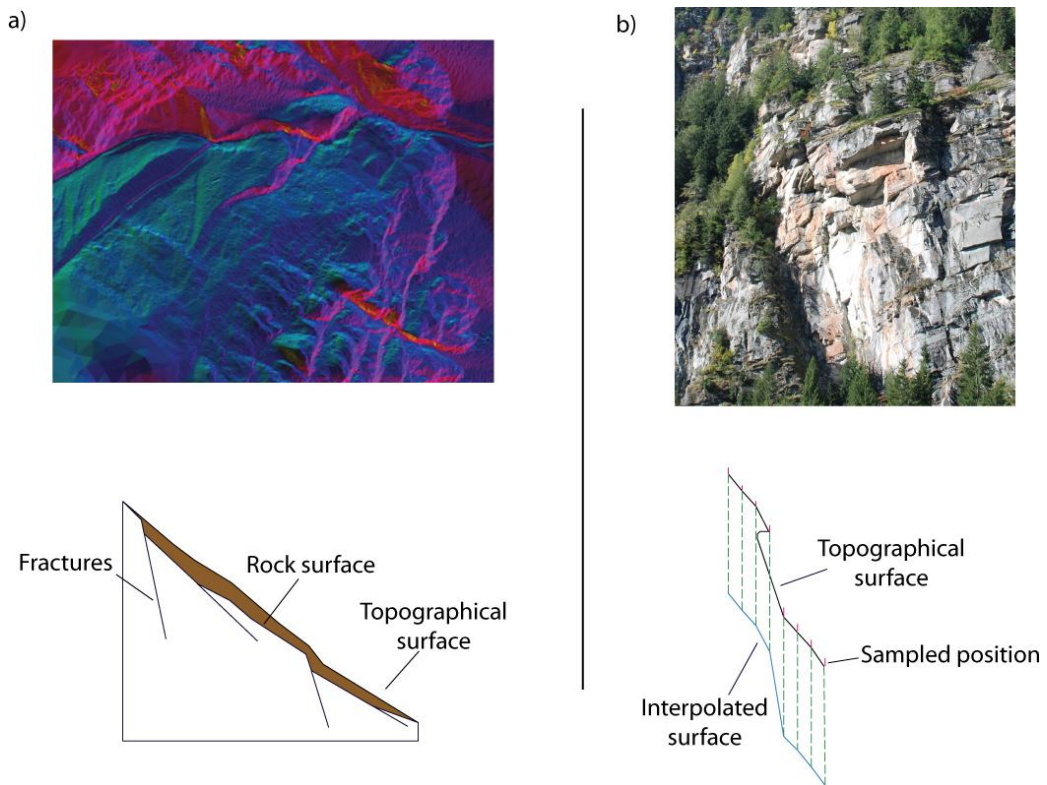 a)
b)
Fractures
Rock surface
Topographical
surface
Topographical
surface
Sampled position
Interpolated
surface